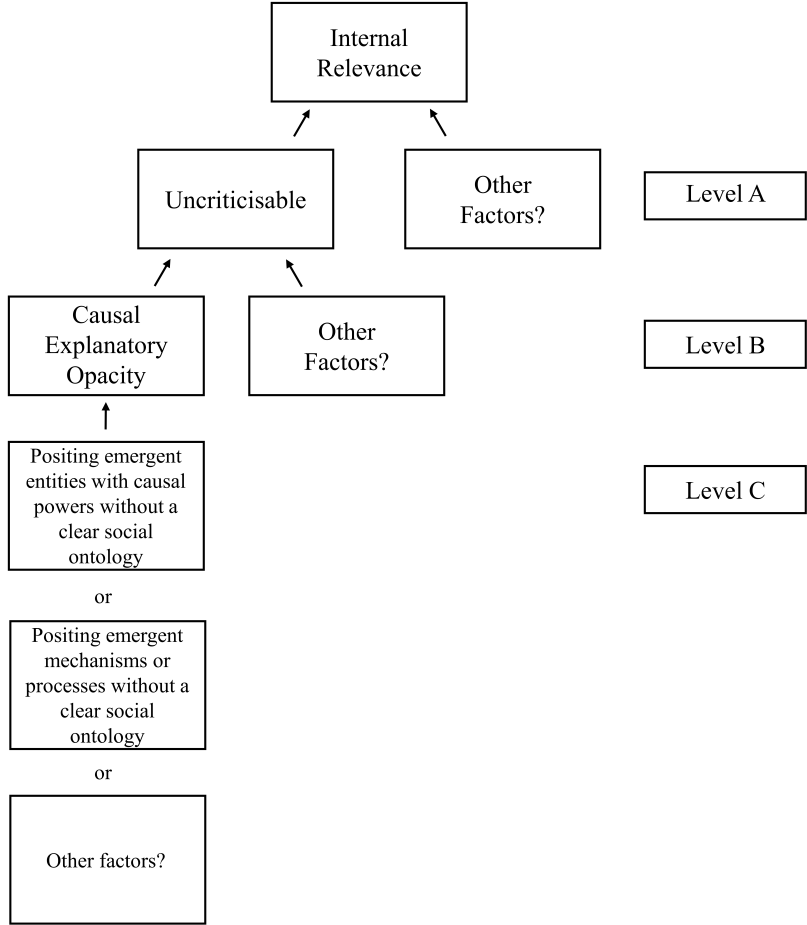 Internal
Relevance
Uncriticisable
Other
Factors?
Level A
Causal
Explanatory
Opacity
Other
Factors?
Level B
Positing emergent
entities with causal
powers without a
clear social
ontology
Level C
or
Positing emergent
mechanisms or
processes without a
clear social
ontology
or
Other factors?